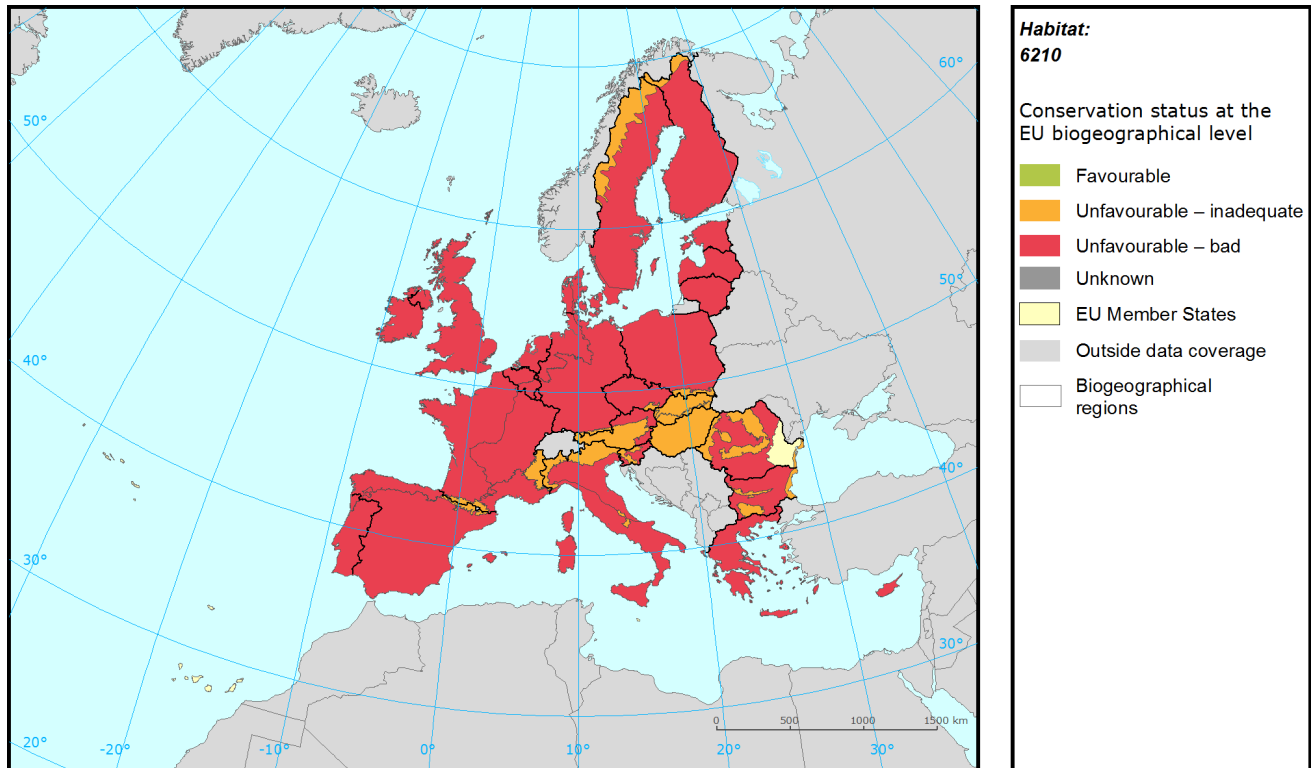 Habitat:
6210
Conservation status at the
EU biogeographical level
Favourable
Unfavourable – inadequate
Unfavourable – bad
Unknown
EU Member States
Outside data coverage
Biogeographical
regions
60°
50°
50°
40°
40°
30°
30°
0 500 1000 1500 km
20° -20° -10° 0° 10° 20° 30°